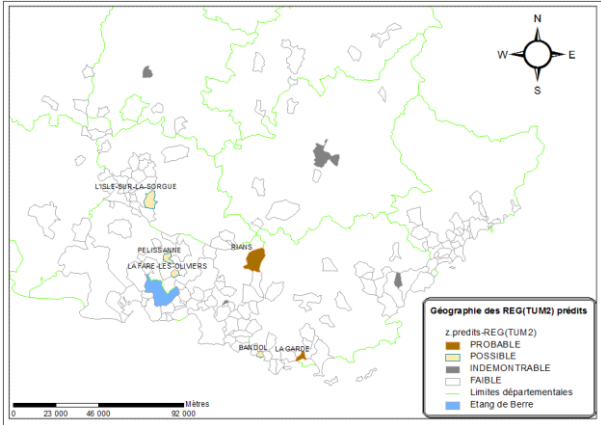 N
W E
S
L'ISLE-SUR-LA-SORGUE
PELISSANNE
RIANS
LA FARE-LES-OLIVIERS
BANDOL
LA GARDE
Géographie des REG(TUM2) prédits
z.predits-REG(TUM2)
PROBABLE
POSSIBLE
INDEMONTRABLE
FAIBLE
Limites départementales
Etang de Berre
Mètres
0 23 000 46 000 92 000